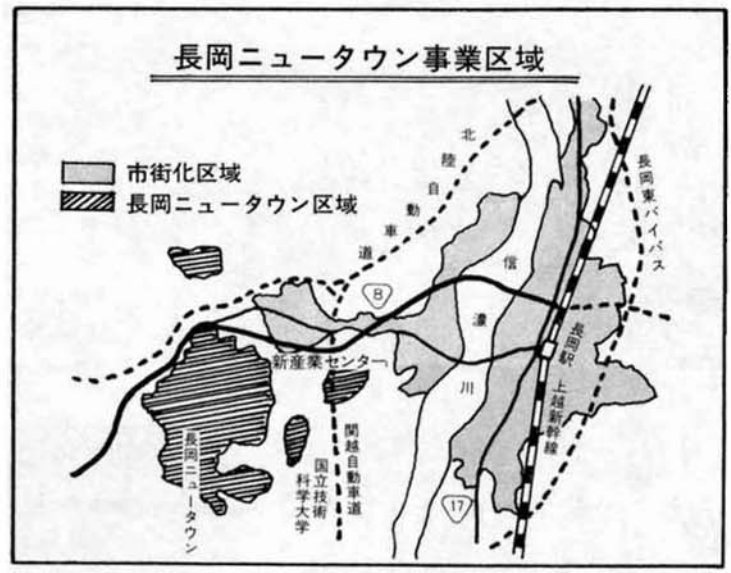 長岡ニュータウン事業区域
市街化区域
長岡ニュータウン区域
北陸自動車道
長岡東バイパス
8
信濃川
新産業センター
長岡駅
上越新幹線
関越自動車道
国立技術
科学大学
長岡ニュータウン
17